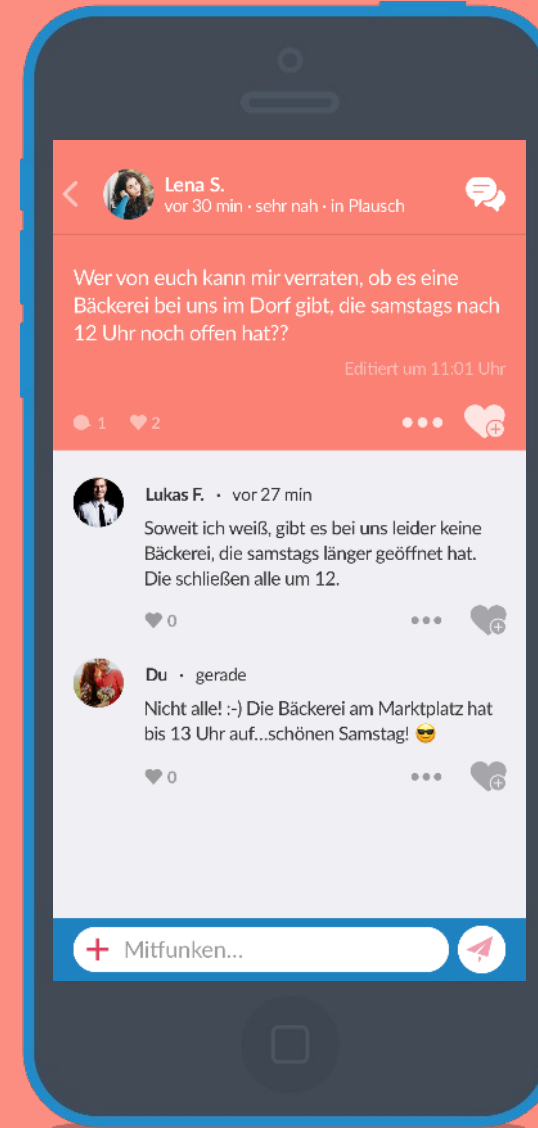 Lena S.
vor 30 min · sehr nah · in Plausch
Wer von euch kann mir verraten, ob es eine
Bäckerei bei uns im Dorf gibt, die samstags nach
12 Uhr noch offen hat??
Editiert um 11:01 Uhr
1 2
Lukas F. · vor 27 min
Soweit ich weiß, gibt es bei uns leider keine
Bäckerei, die samstags länger geöffnet hat.
Die schließen alle um 12.
0
Du · gerade
Nicht alle! :-) Die Bäckerei am Marktplatz hat
bis 13 Uhr auf...schönen Samstag! 😎
0
Mitfunken...